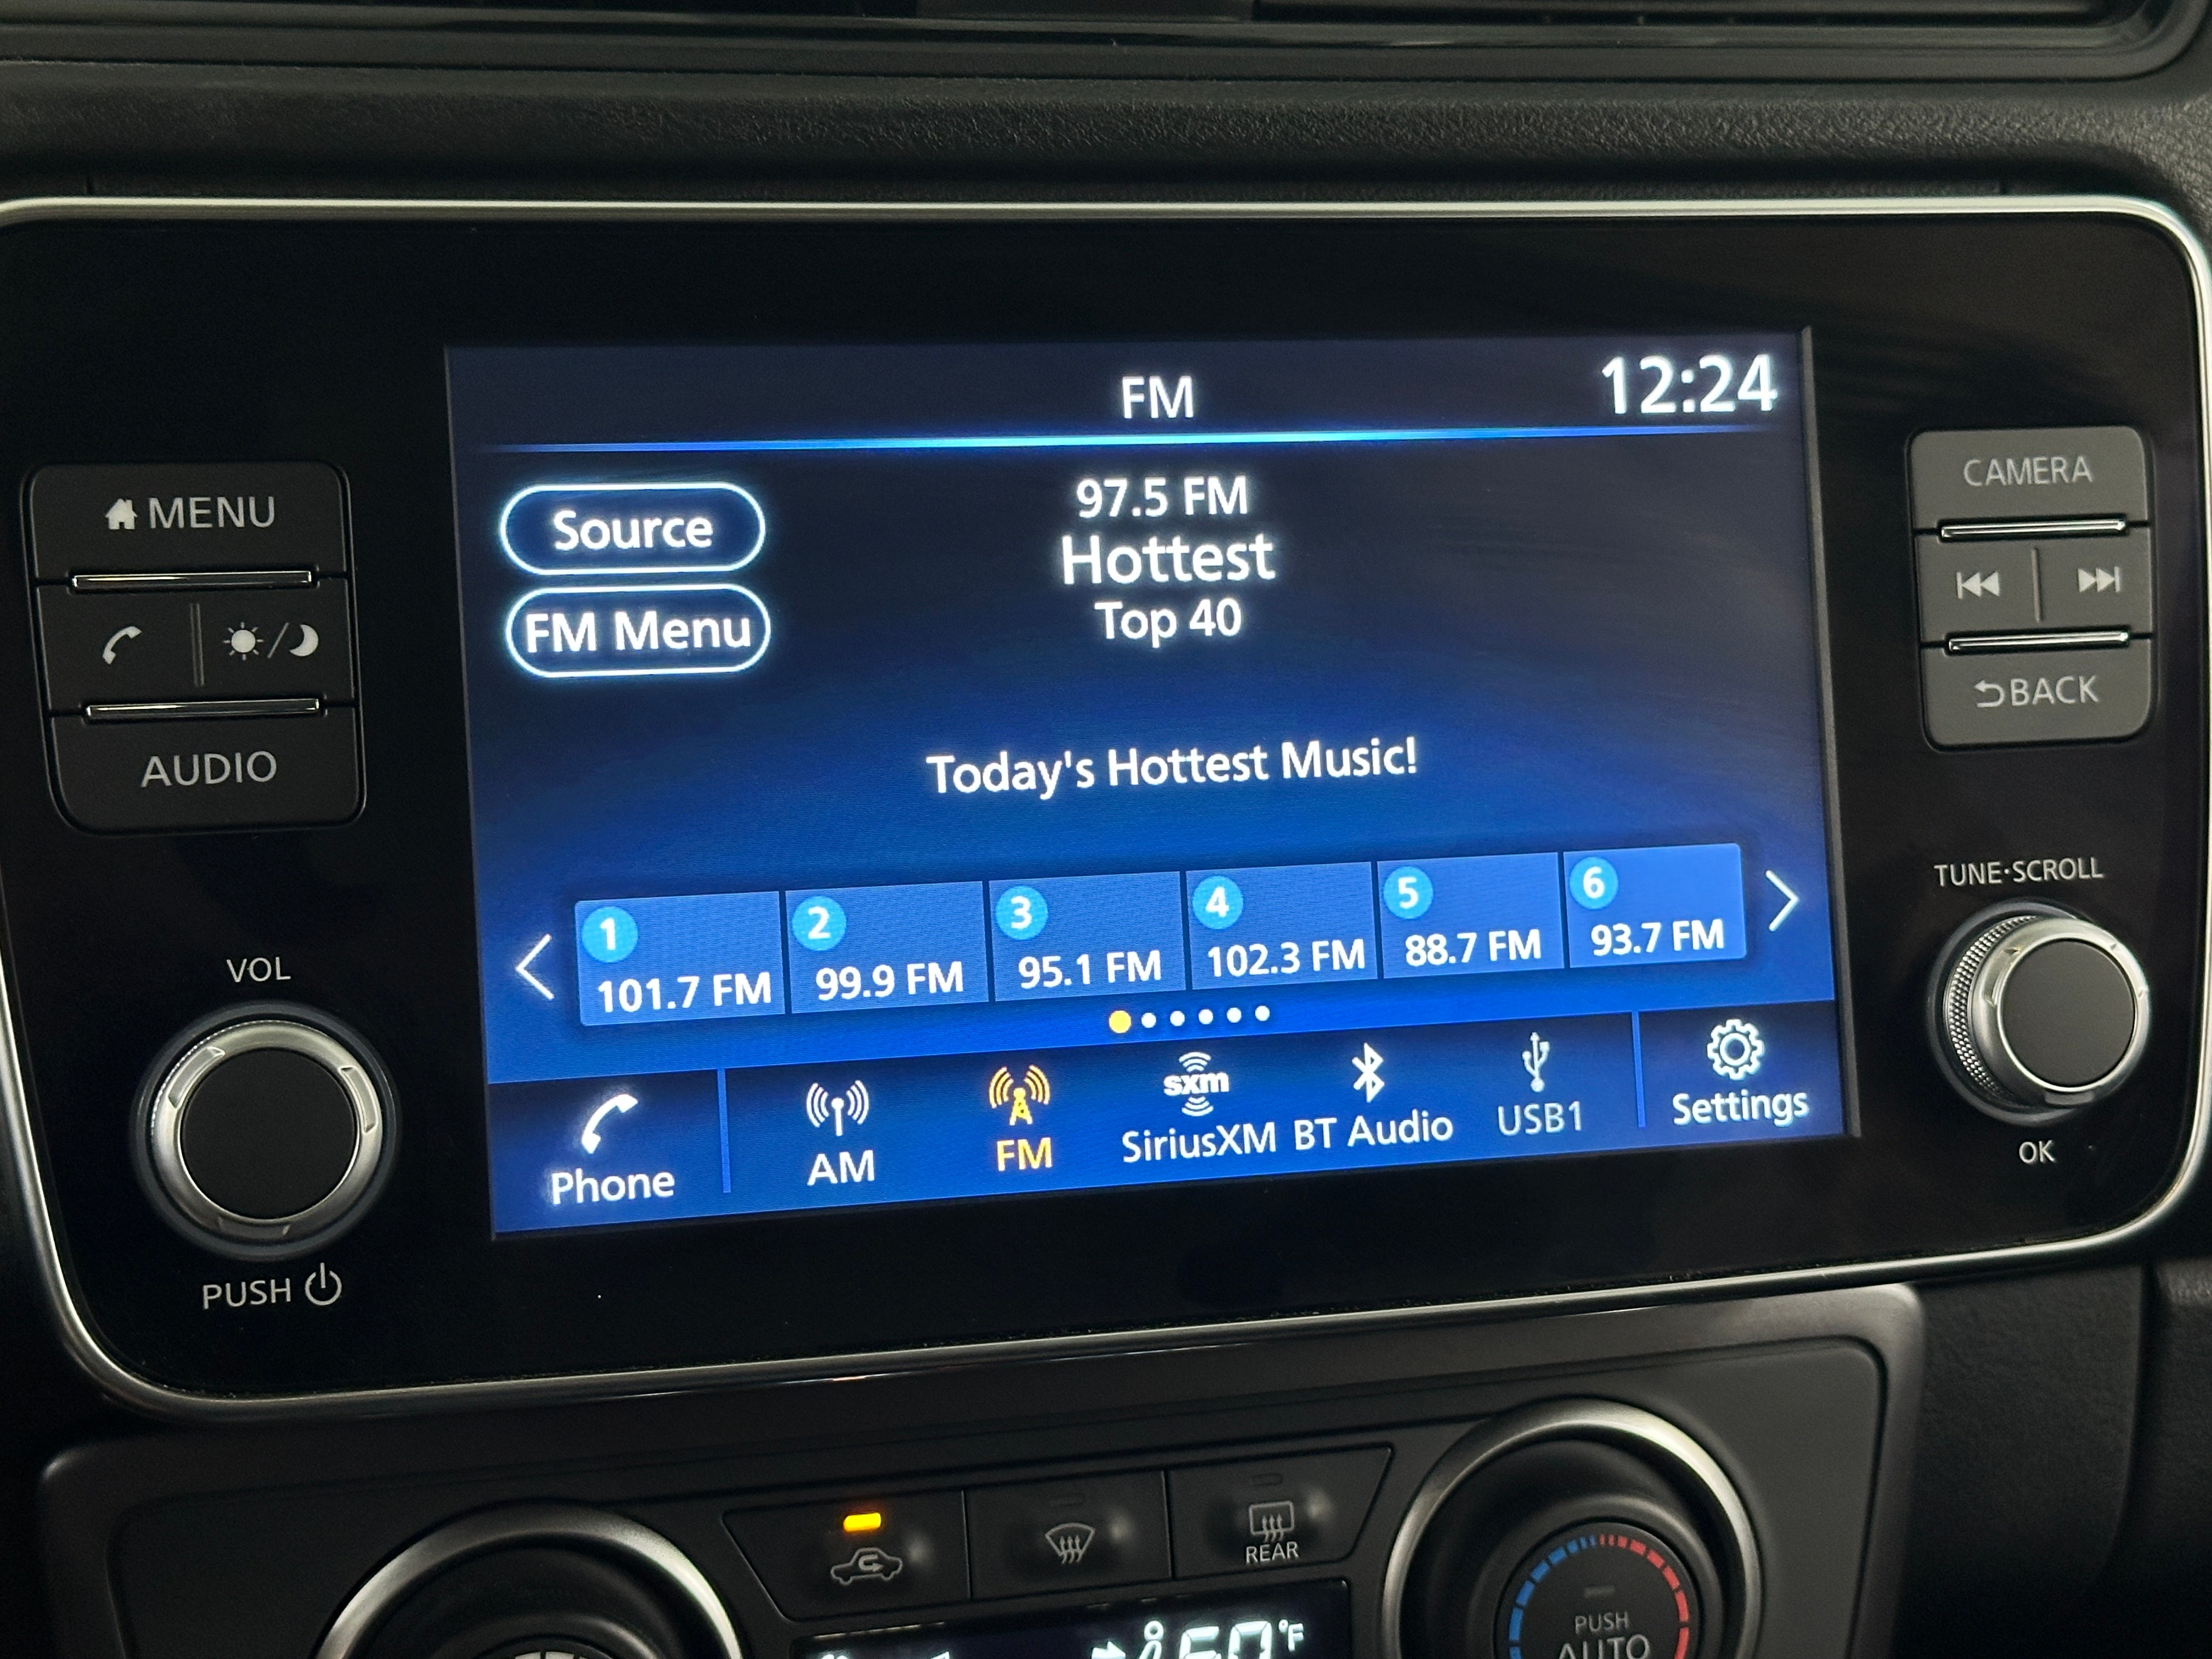 FM
12:24
MENU
CAMERA
Source
97.5 FM
Hottest
FM Menu
Top 40
BACK
AUDIO
Today's Hottest Music!
TUNE·SCROLL
1
2
3
4
5
6
101.7 FM
99.9 FM
95.1 FM
102.3 FM
88.7 FM
93.7 FM
VOL
sxm
Phone
AM
FM
SiriusXM
BT Audio
USB1
Settings
OK
PUSH
REAR
PUSH
AUTO
°F